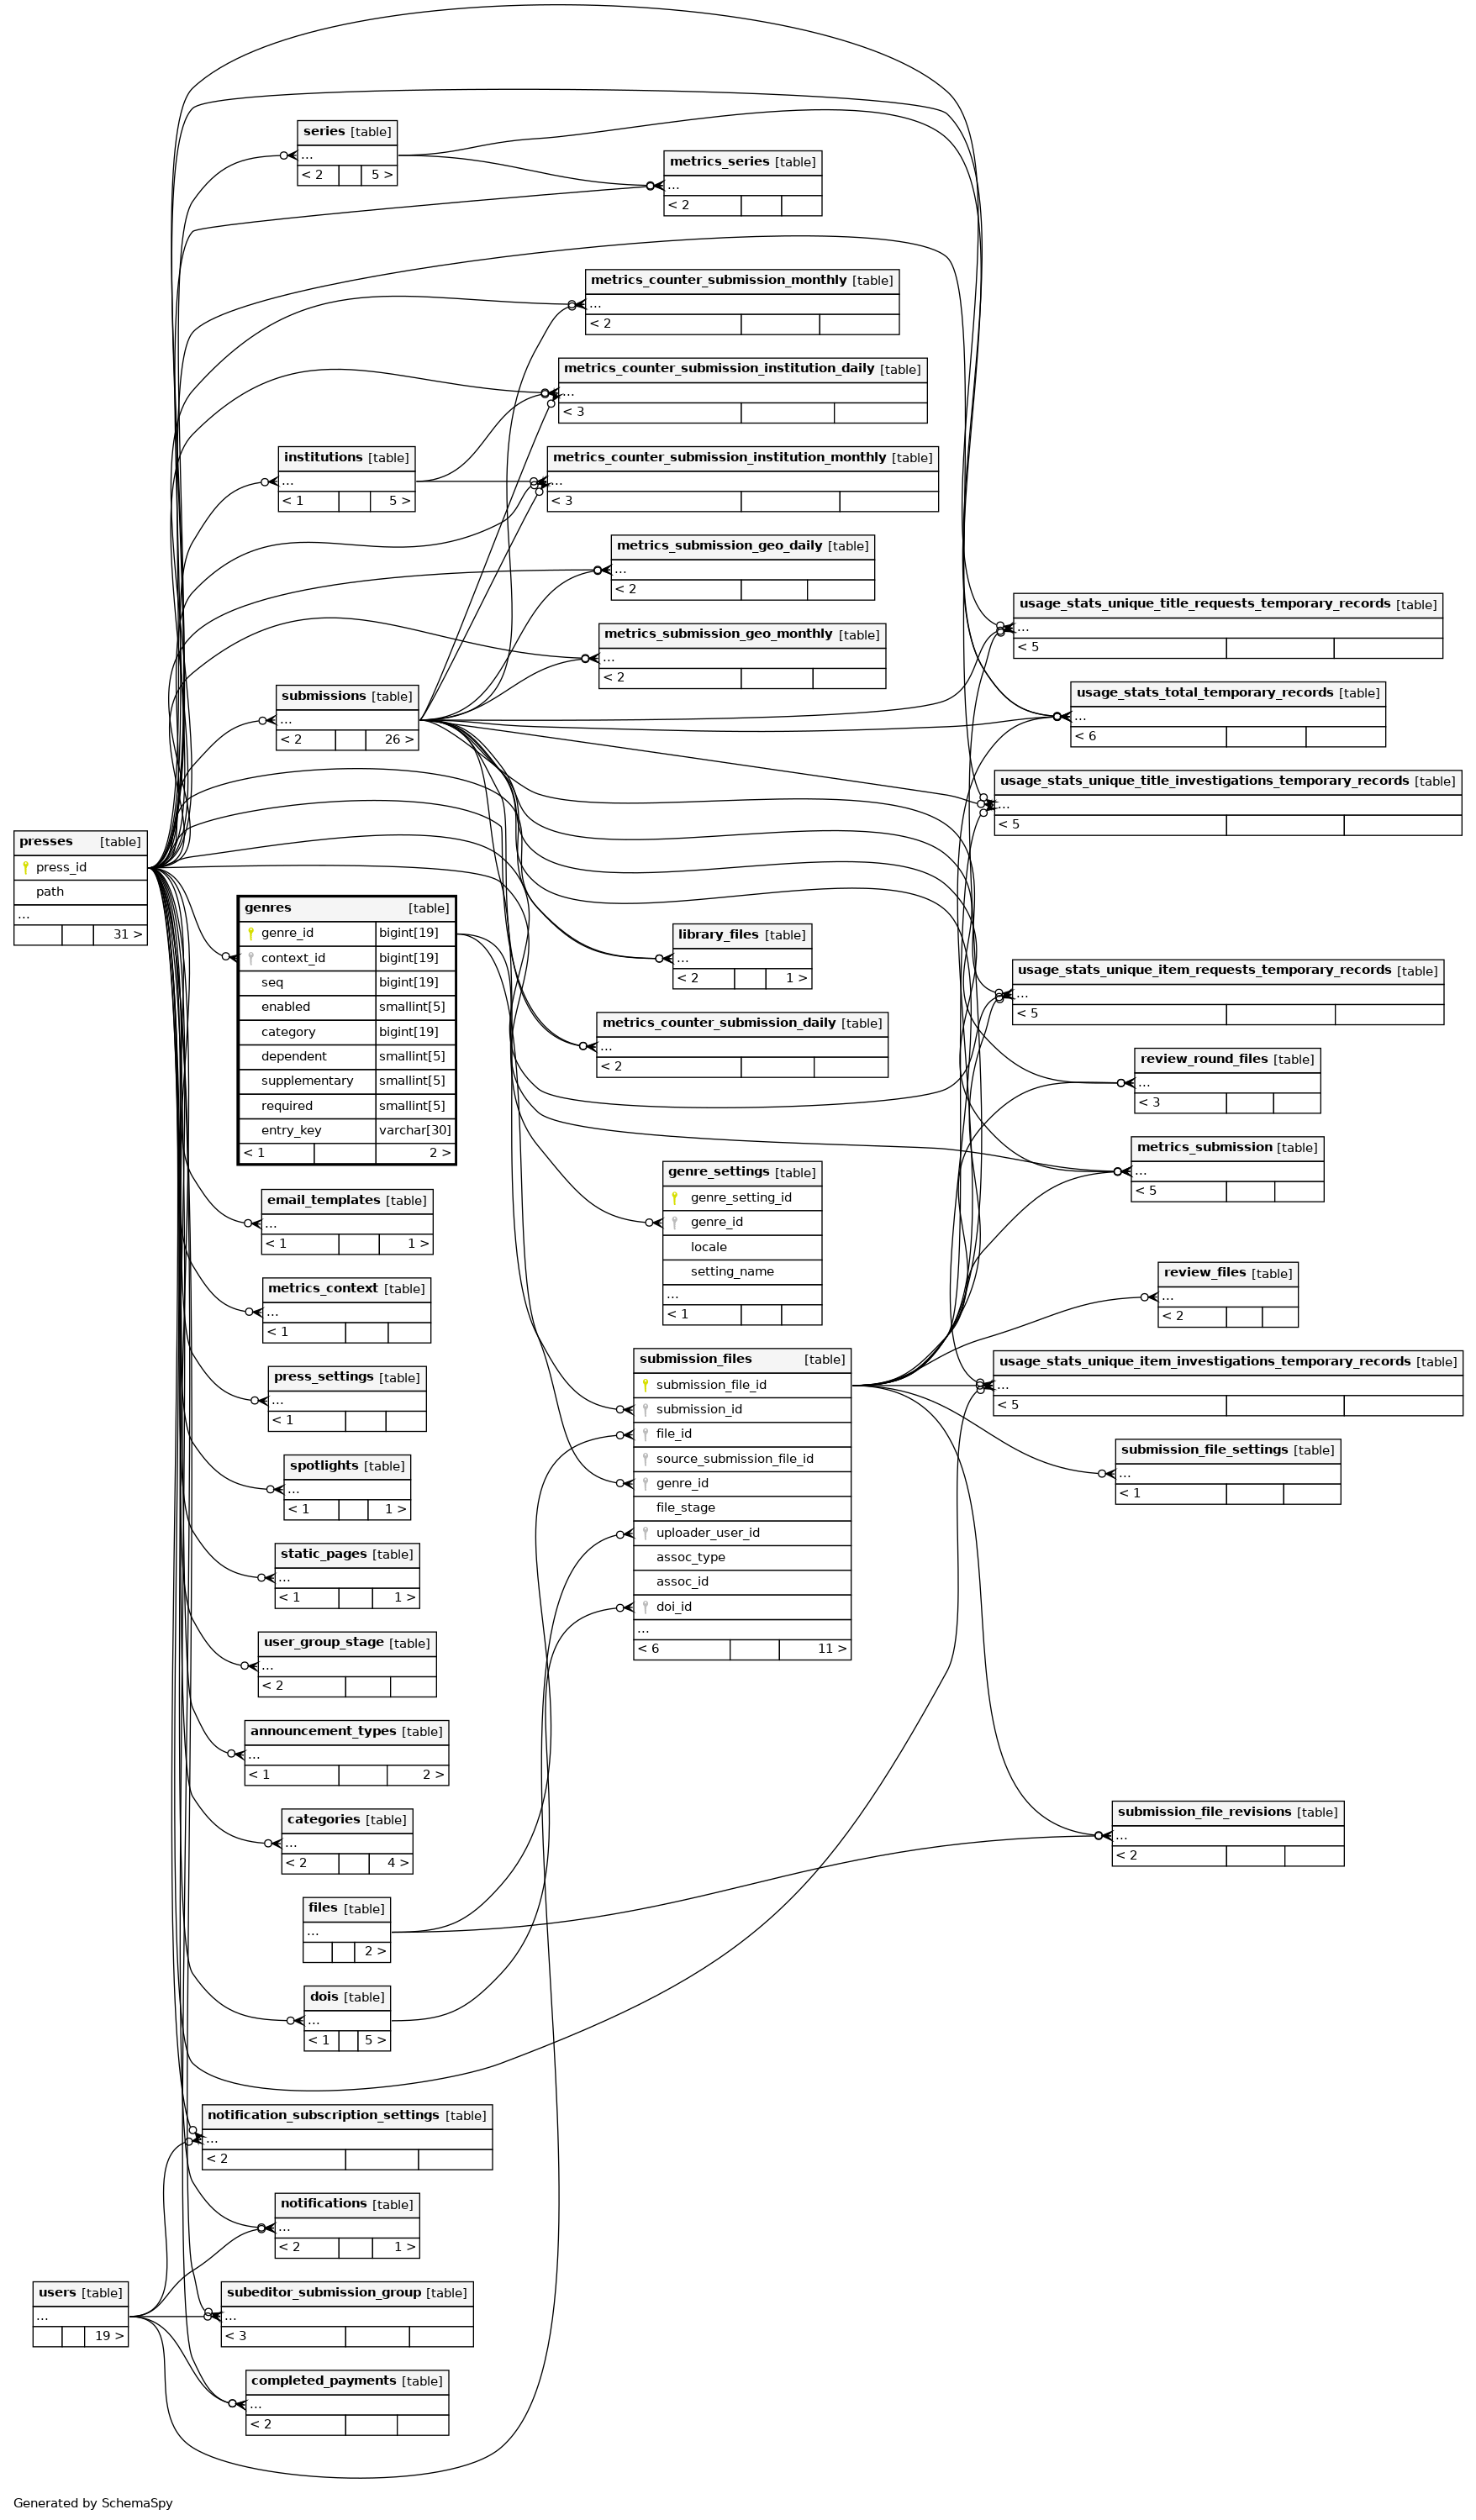 series [table]
...
< 2 5 >
metrics_series [table]
...
< 2
metrics_counter_submission_monthly [table]
...
< 2
metrics_counter_submission_institution_daily [table]
...
< 3
institutions [table]
...
< 1 5 >
metrics_counter_submission_institution_monthly [table]
...
< 3
metrics_submission_geo_daily [table]
...
< 2
usage_stats_unique_title_requests_temporary_records [table]
...
< 5
metrics_submission_geo_monthly [table]
...
< 2
submissions [table]
...
< 2 26 >
usage_stats_total_temporary_records [table]
...
< 6
usage_stats_unique_title_investigations_temporary_records [table]
...
< 5
presses [table]
press_id
path
...
31 >
genres [table]
genre_id bigint[19]
context_id bigint[19]
seq bigint[19]
enabled smallint[5]
category bigint[19]
dependent smallint[5]
supplementary smallint[5]
required smallint[5]
entry_key varchar[30]
< 1 2 >
library_files [table]
...
< 2 1 >
usage_stats_unique_item_requests_temporary_records [table]
...
< 5
metrics_counter_submission_daily [table]
...
< 2
review_round_files [table]
...
< 3
metrics_submission [table]
...
< 5
genre_settings [table]
genre_setting_id
genre_id
locale
setting_name
...
< 1
email_templates [table]
...
< 1 1 >
review_files [table]
...
< 2
metrics_context [table]
...
< 1
submission_files [table]
submission_file_id
submission_id
file_id
source_submission_file_id
genre_id
file_stage
uploader_user_id
assoc_type
assoc_id
doi_id
...
< 6 11 >
usage_stats_unique_item_investigations_temporary_records [table]
...
< 5
press_settings [table]
...
< 1
submission_file_settings [table]
...
< 1
spotlights [table]
...
< 1 1 >
static_pages [table]
...
< 1 1 >
user_group_stage [table]
...
< 2
announcement_types [table]
...
< 1 2 >
submission_file_revisions [table]
...
< 2
categories [table]
...
< 2 4 >
files [table]
...
2 >
dois [table]
...
< 1 5 >
notification_subscription_settings [table]
...
< 2
notifications [table]
...
< 2 1 >
users [table]
...
19 >
subeditor_submission_group [table]
...
< 3
completed_payments [table]
...
< 2
Generated by SchemaSpy